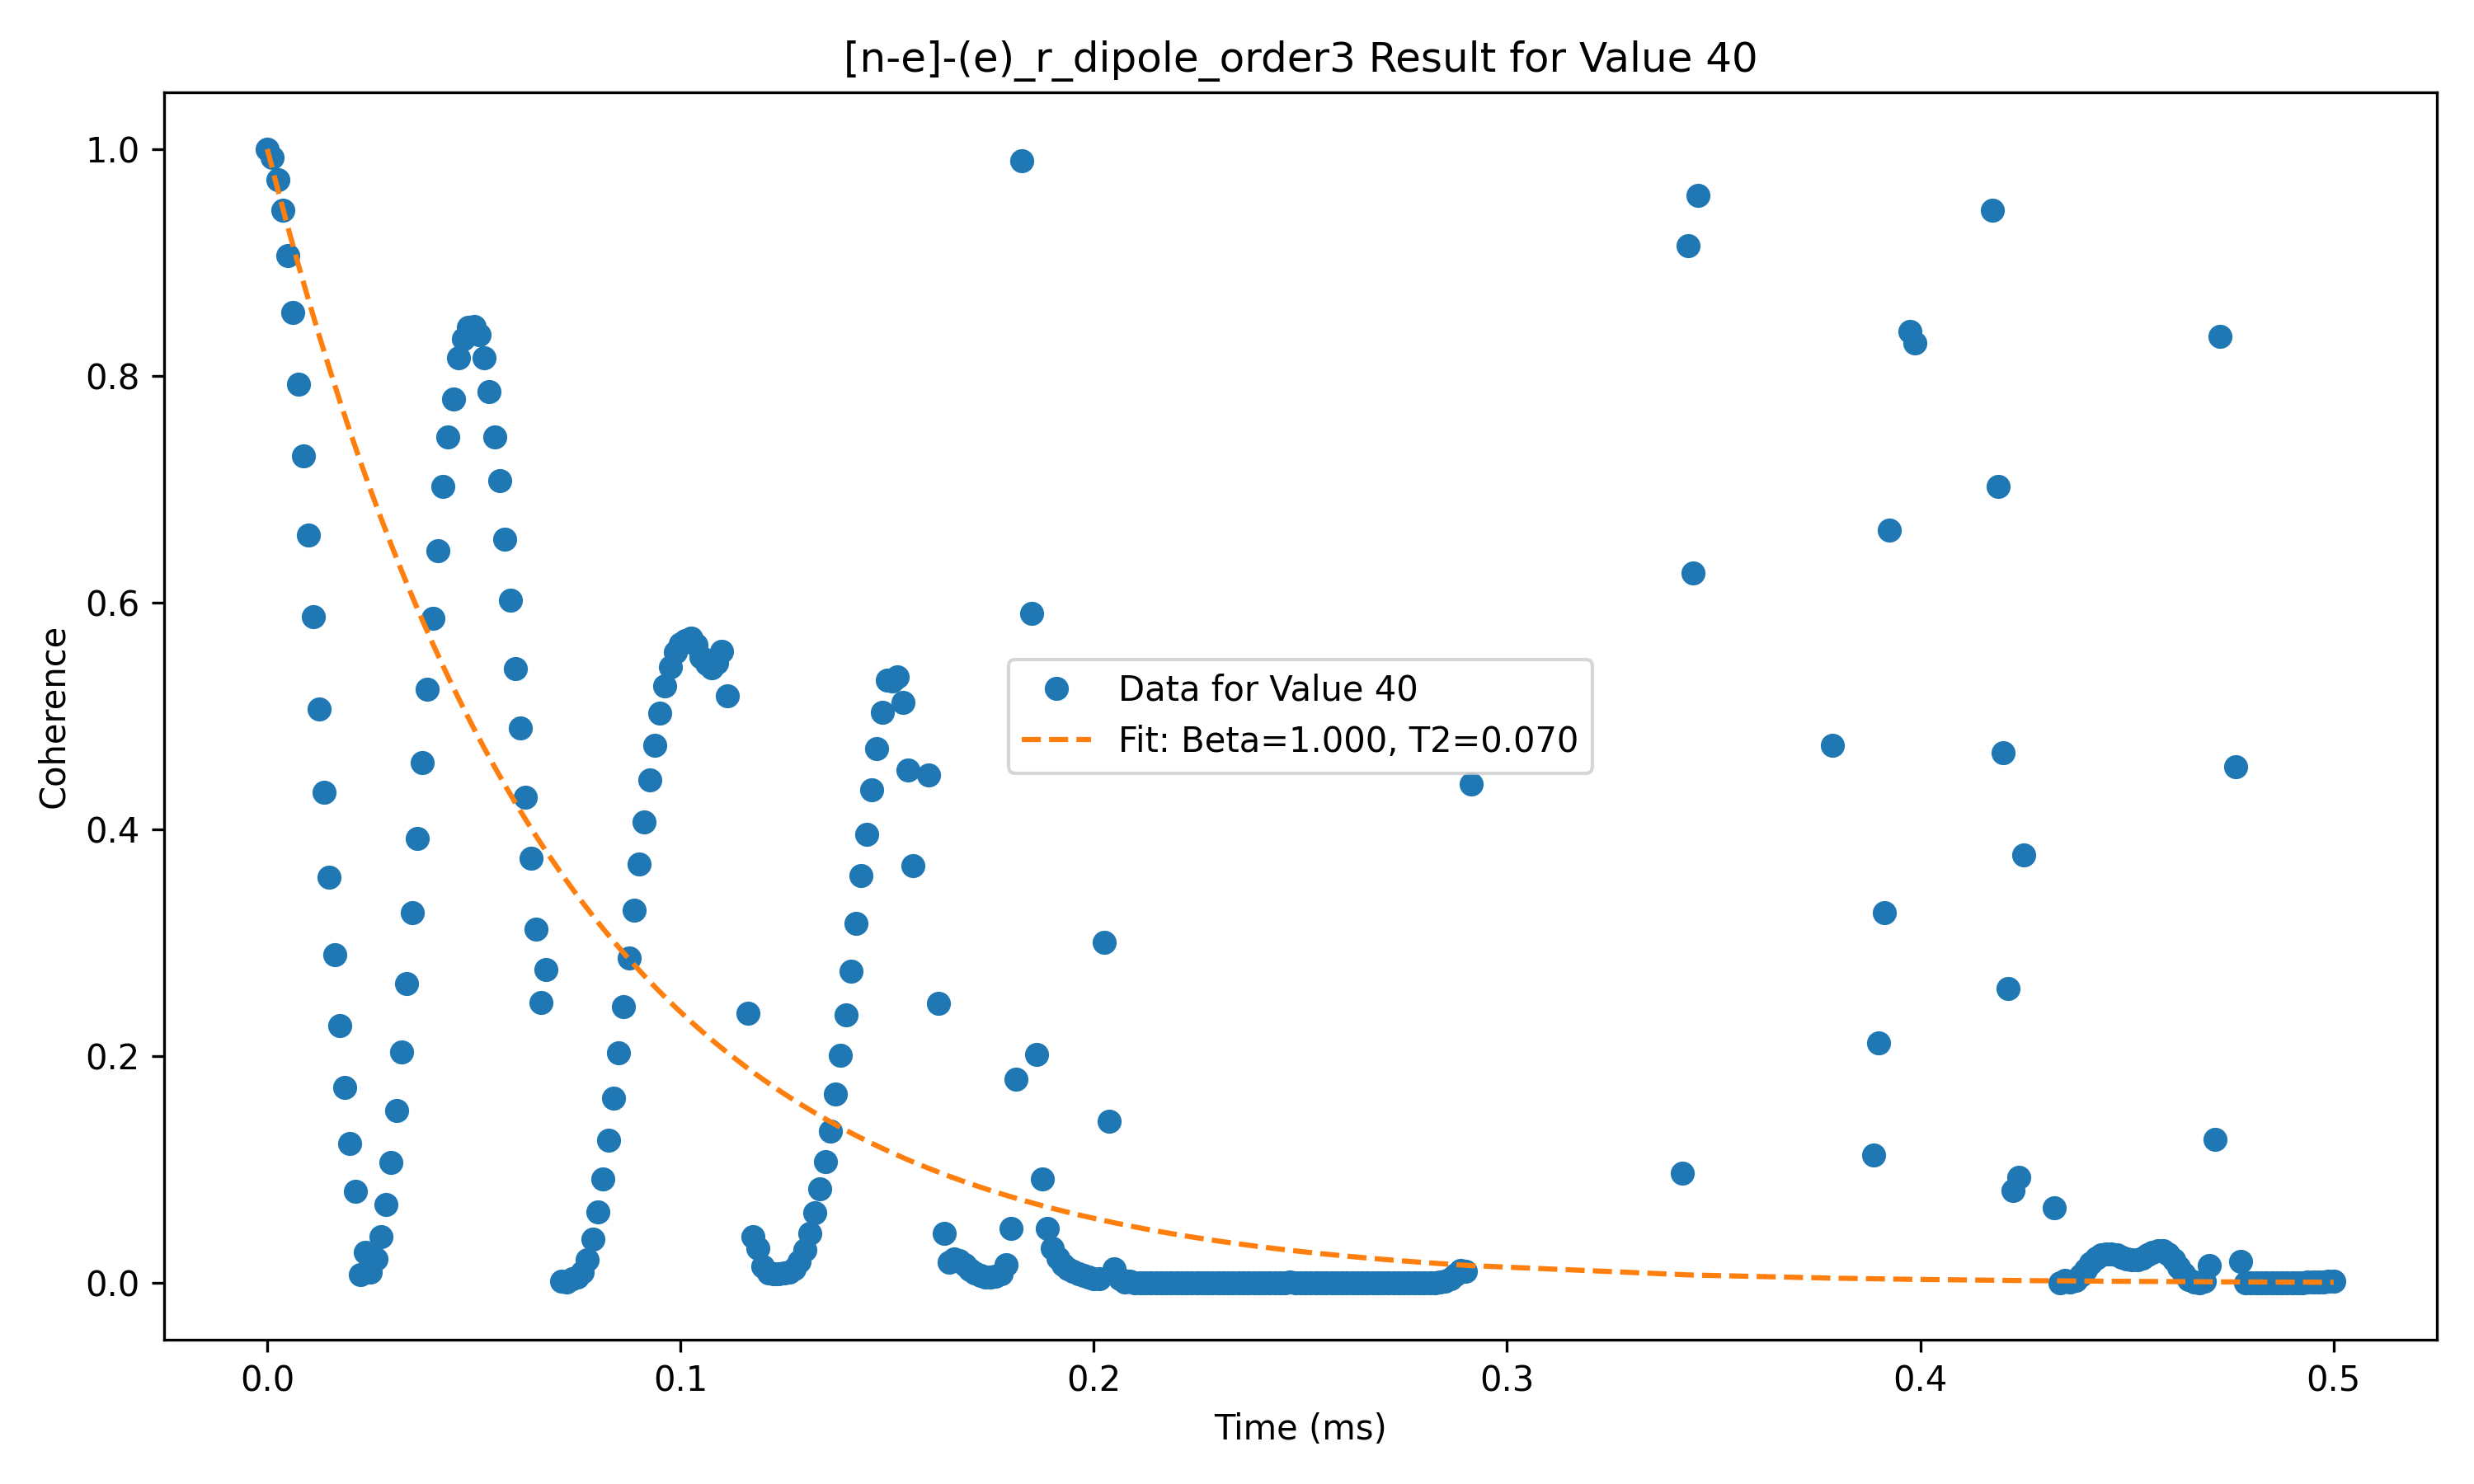 [n-e]-(e)_r_dipole_order3 Result for Value 40
1.0
0.8
0.6
0.4
0.2
0.0
Coherence
Data for Value 40
Fit: Beta=1.000, T2=0.070
0.0 0.1 0.2 0.3 0.4 0.5
Time (ms)